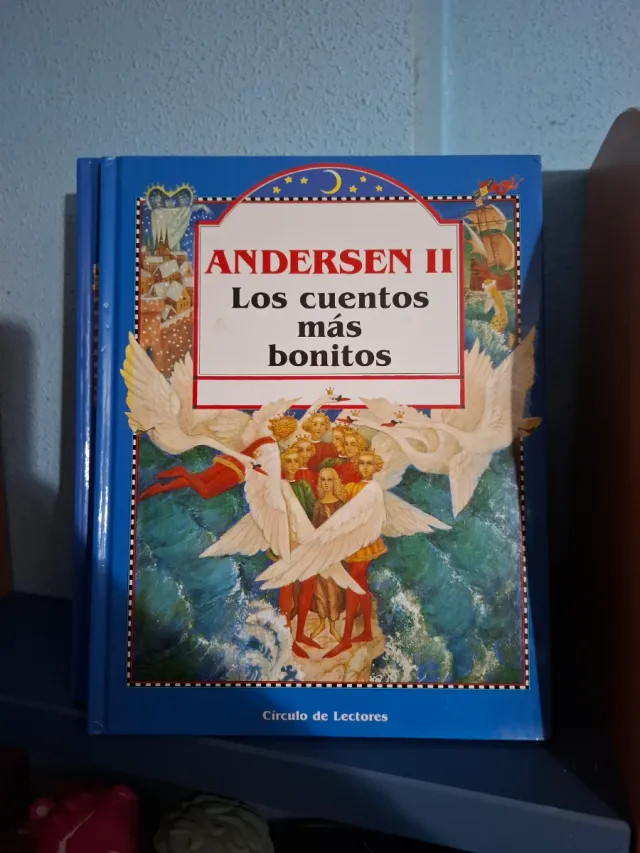 ANDERSEN II
Los cuentos
más
bonitos
Círculo de Lectores